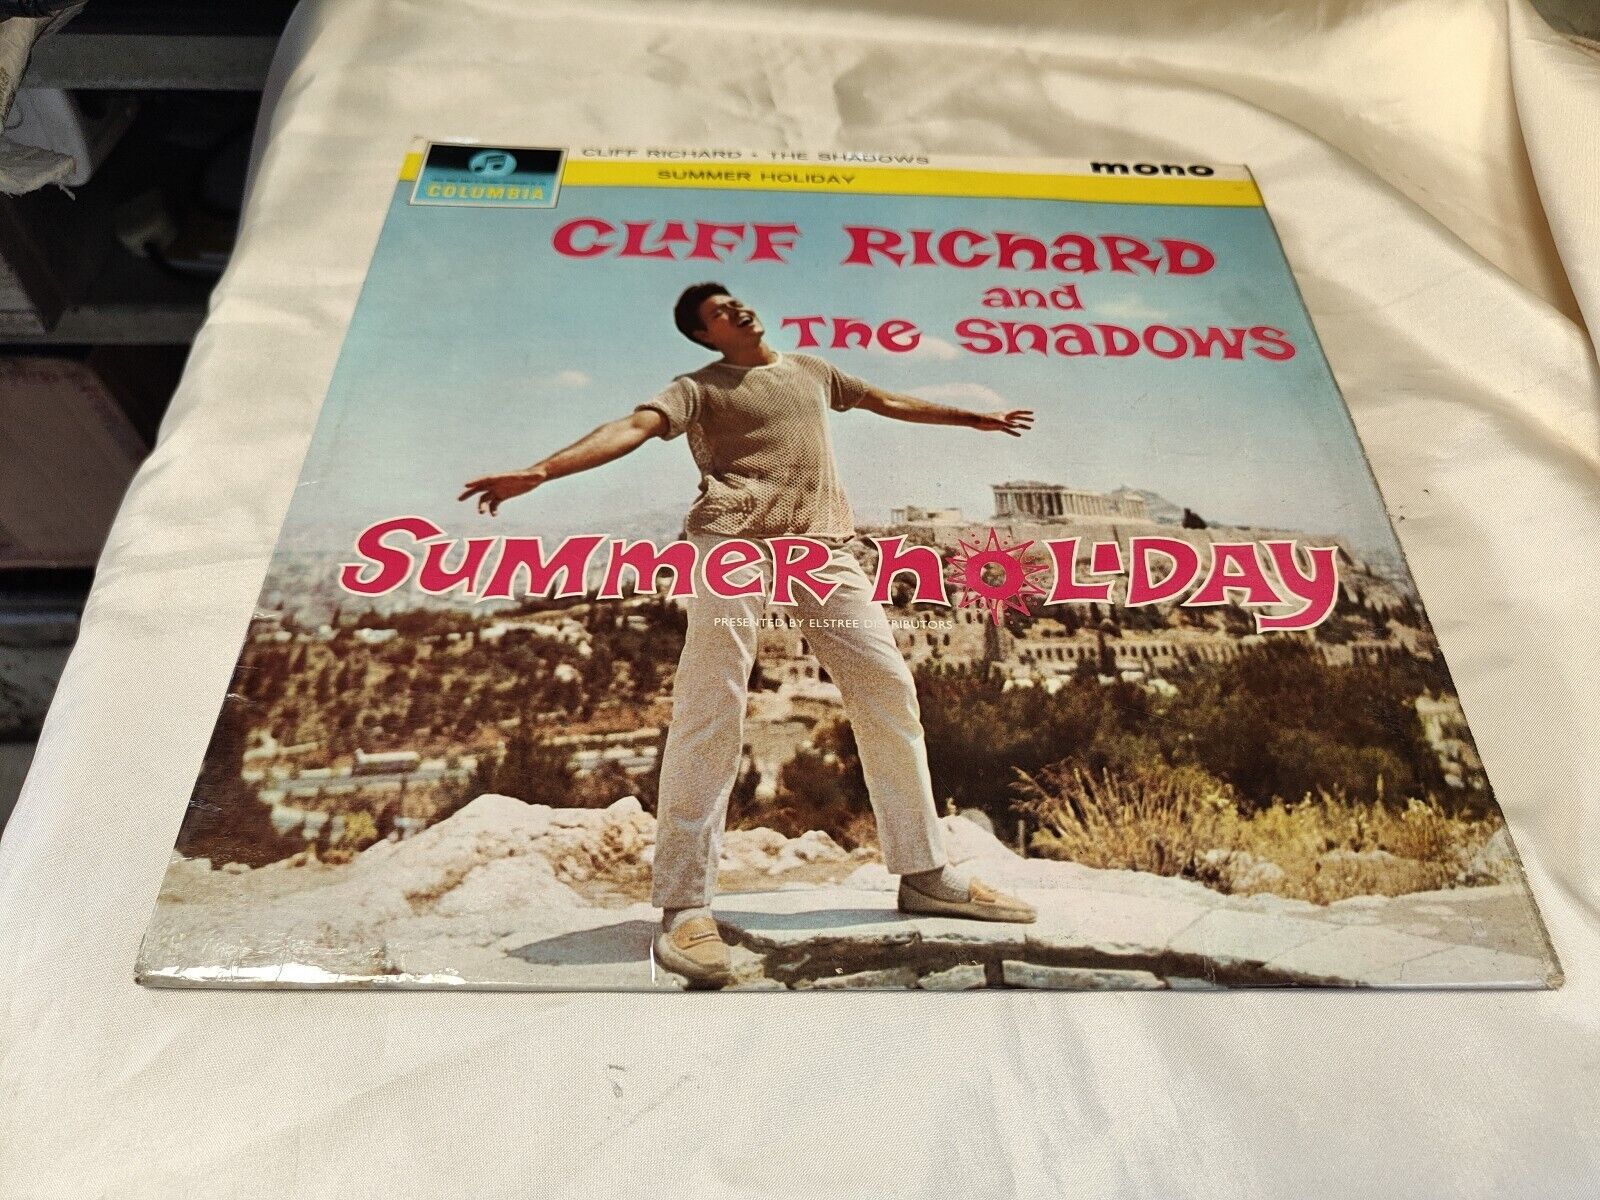 CLIFF RICHARD • THE SHADOWS
mono
SUMMER HOLIDAY
COLUMBIA
CLIFF RICHARD
and
THE SHADOWS
SUMMER HOLIDAY
PRESENTED BY ELSTREE DISTRIBUTORS